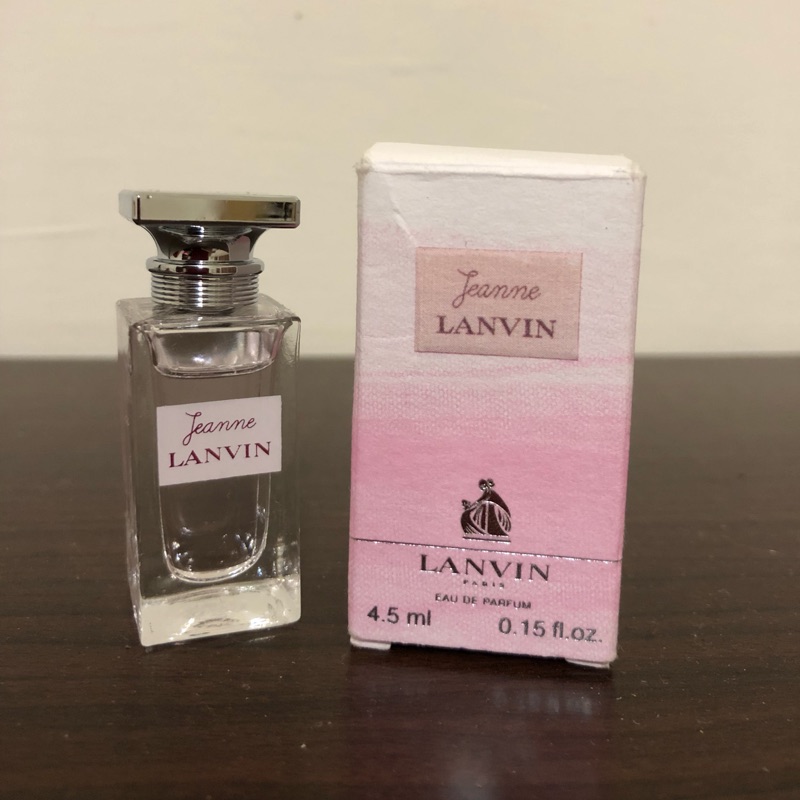 Jeanne
LANVIN
Jeanne
LANVIN
LANVIN
PARIS
EAU DE PARFUM
4.5 ml 0.15 fl.oz.